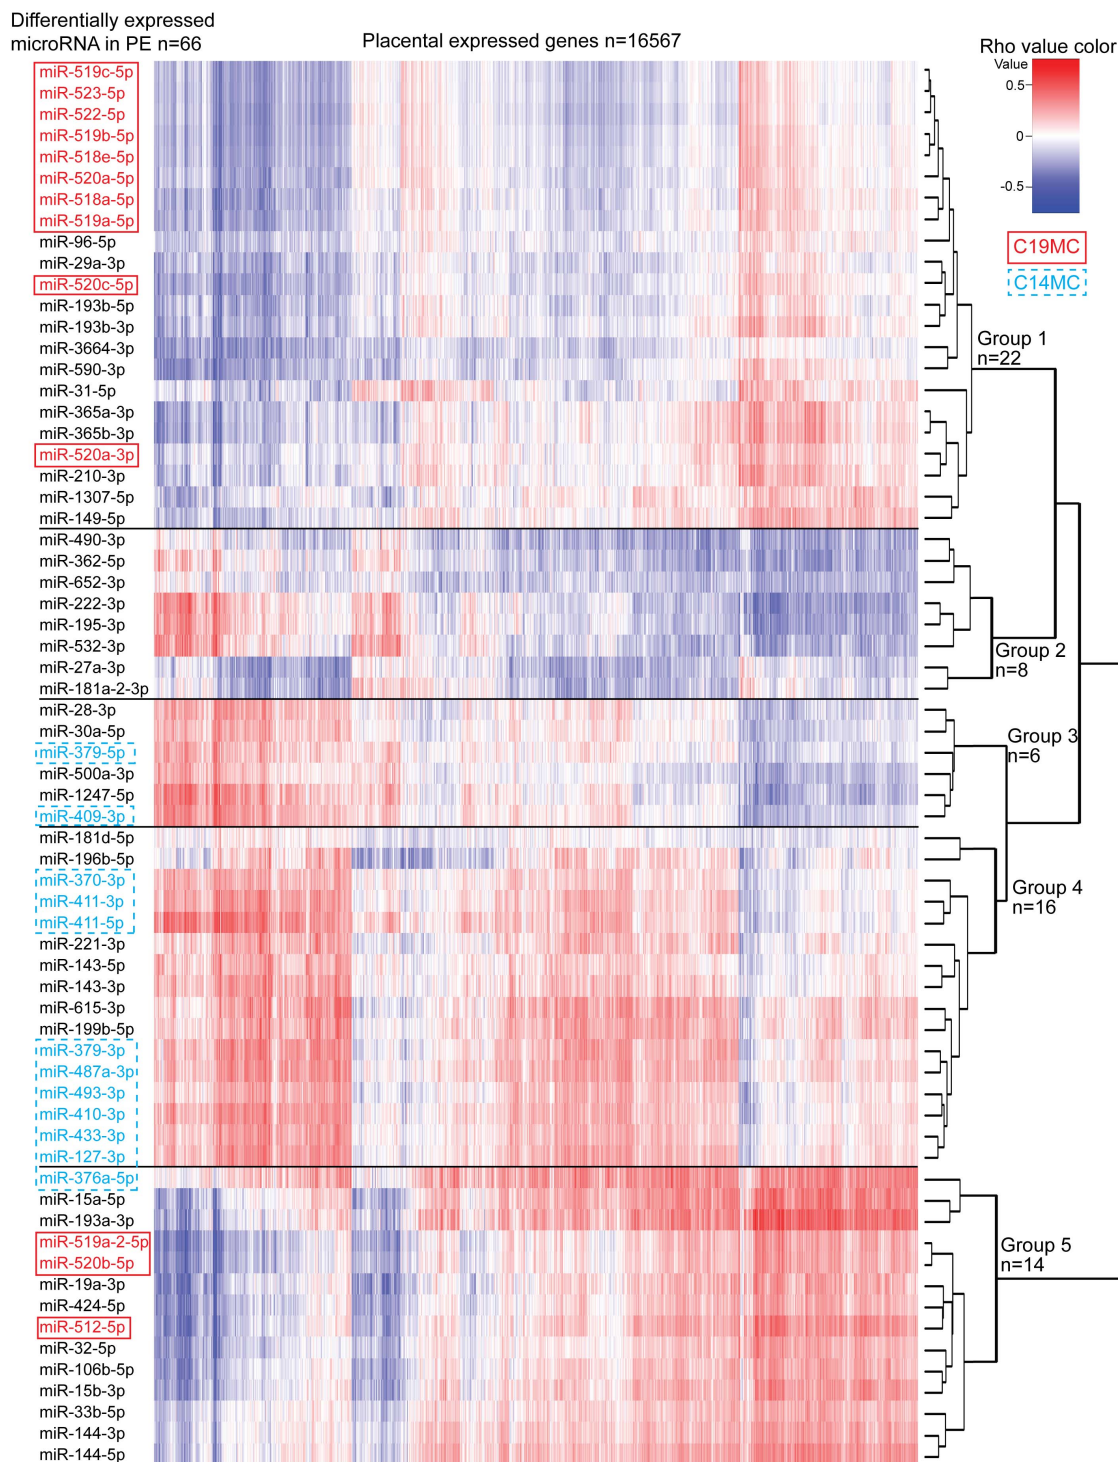 Differentially expressed
microRNA in PE n=66
Placental expressed genes n=16567
Rho value color
Value
0.5
0
-0.5
C19MC
C14MC
miR-519c-5p
miR-523-5p
miR-522-5p
miR-519b-5p
miR-518e-5p
miR-520a-5p
miR-518a-5p
miR-519a-5p
miR-96-5p
miR-29a-3p
miR-520c-5p
miR-193b-5p
miR-193b-3p
miR-3664-3p
miR-590-3p
miR-31-5p
miR-365a-3p
miR-365b-3p
miR-520a-3p
miR-210-3p
miR-1307-5p
miR-149-5p
Group 1
n=22
miR-490-3p
miR-362-5p
miR-652-3p
miR-222-3p
miR-195-3p
miR-532-3p
miR-27a-3p
miR-181a-2-3p
Group 2
n=8
miR-28-3p
miR-30a-5p
miR-379-5p
miR-500a-3p
miR-1247-5p
miR-409-3p
Group 3
n=6
miR-181d-5p
miR-196b-5p
miR-370-3p
miR-411-3p
miR-411-5p
miR-221-3p
miR-143-5p
miR-143-3p
miR-615-3p
miR-199b-5p
miR-379-3p
miR-487a-3p
miR-493-3p
miR-410-3p
miR-433-3p
miR-127-3p
Group 4
n=16
miR-376a-5p
miR-15a-5p
miR-193a-3p
miR-519a-2-5p
miR-520b-5p
miR-19a-3p
miR-424-5p
miR-512-5p
miR-32-5p
miR-106b-5p
miR-15b-3p
miR-33b-5p
miR-144-3p
miR-144-5p
Group 5
n=14